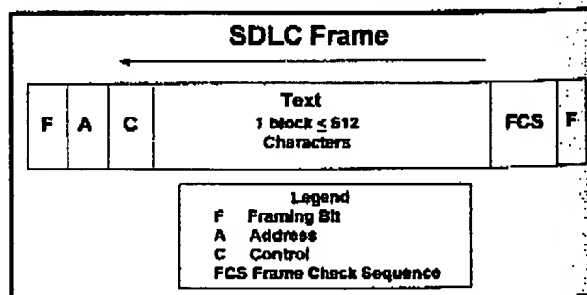 SDLC Frame
F A C Text FCS F
1 block ≤ 512
Characters
Legend
F Framing Bit
A Address
C Control
FCS Frame Check Sequence